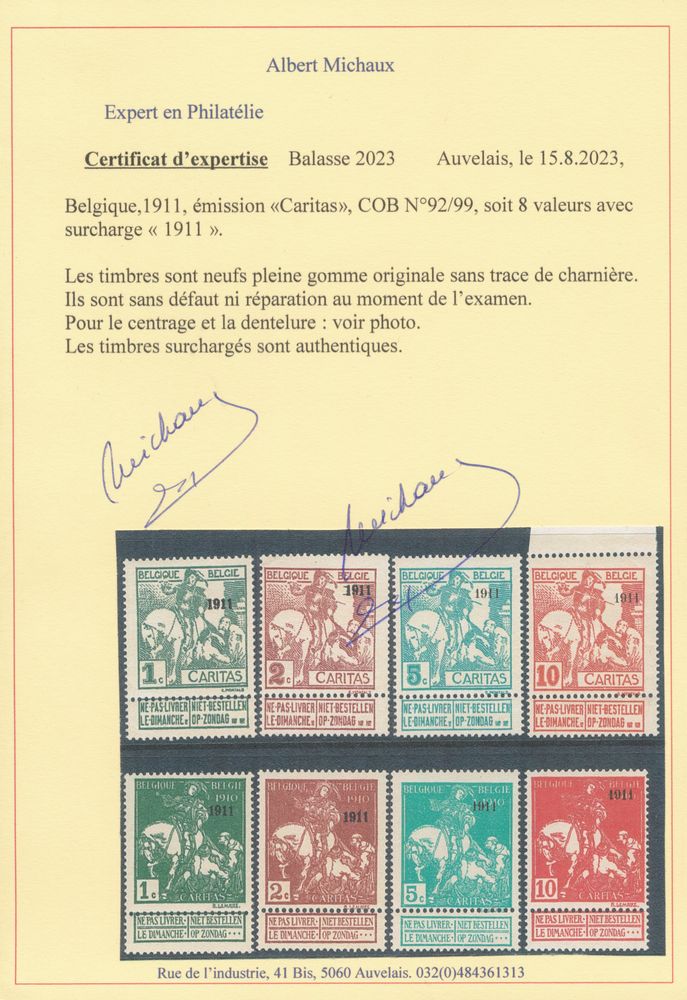 Albert Michaux
Expert en Philatélie
Certificat d’expertise Balasse 2023 Auvelais, le 15.8.2023,
Belgique,1911, émission «Caritas», COB N°92/99, soit 8 valeurs avec
surcharge « 1911 ».
Les timbres sont neufs pleine gomme originale sans trace de charnière.
Ils sont sans défaut ni réparation au moment de l’examen.
Pour le centrage et la dentelure : voir photo.
Les timbres surchargés sont authentiques.
Michaux
Michaux
BELGIQUE BELGIE BELGIQUE BELGIE BELGIQUE BELGIE BELGIQUE BELGIE
1911 1911 1911 1911
1c CARITAS 2c CARITAS 5c CARITAS 10 CARITAS
NE-PAS-LIVRER NIET-BESTELLEN NE-PAS-LIVRER NIET-BESTELLEN NE-PAS-LIVRER NIET-BESTELLEN NE-PAS-LIVRER NIET-BESTELLEN
LE-DIMANCHE OP-ZONDAG LE-DIMANCHE OP-ZONDAG LE-DIMANCHE OP-ZONDAG LE-DIMANCHE OP-ZONDAG
BELGIQUE BELGIE BELGIQUE BELGIE BELGIQUE BELGIE BELGIQUE BELGIE
1910 1910
1911 1911 1911 1911
1c CARITAS 2c CARITAS 5c CARITAS 10 CARITAS
H. LEMAIRE.
NE PAS LIVRER NIET BESTELLEN NE PAS LIVRER NIET BESTELLEN NE PAS LIVRER NIET BESTELLEN NE PAS LIVRER NIET BESTELLEN
LE DIMANCHE OP ZONDAG LE DIMANCHE OP ZONDAG LE DIMANCHE OP ZONDAG LE DIMANCHE OP ZONDAG
Rue de l’industrie, 41 Bis, 5060 Auvelais. 032(0)484361313